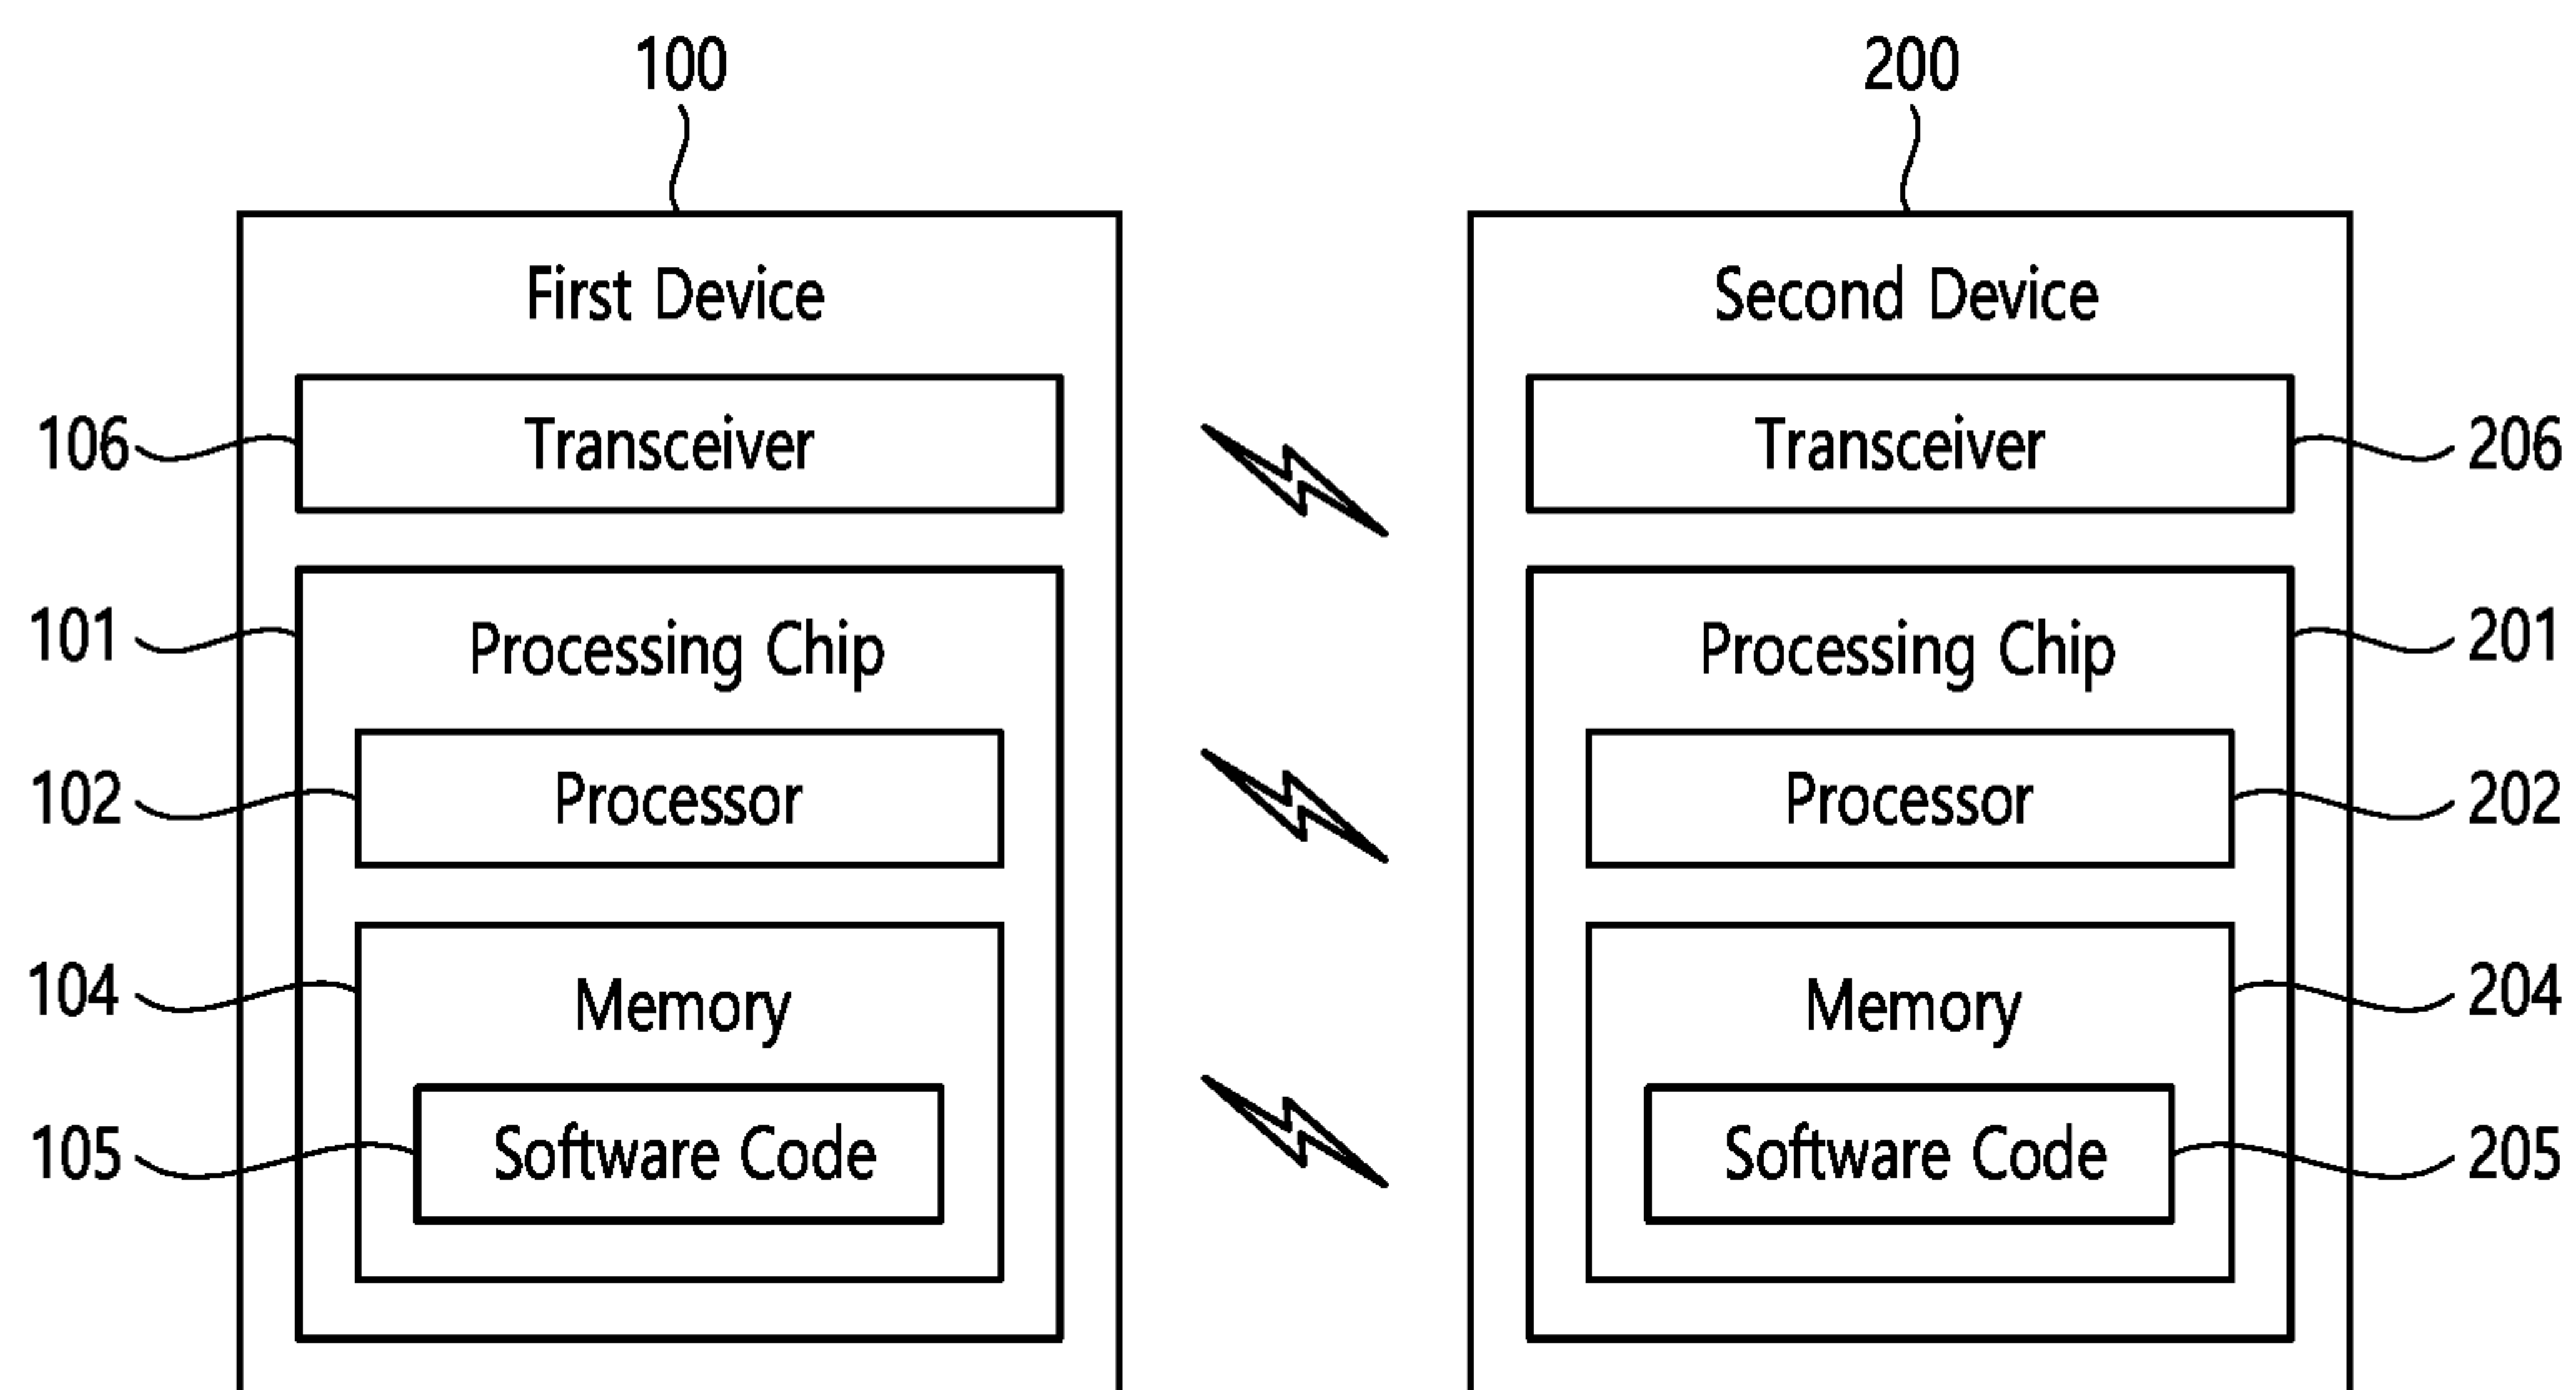 100
200
First Device
Second Device
106
Transceiver
Transceiver
206
101
Processing Chip
Processing Chip
201
102
Processor
Processor
202
104
Memory
Memory
204
105
Software Code
Software Code
205